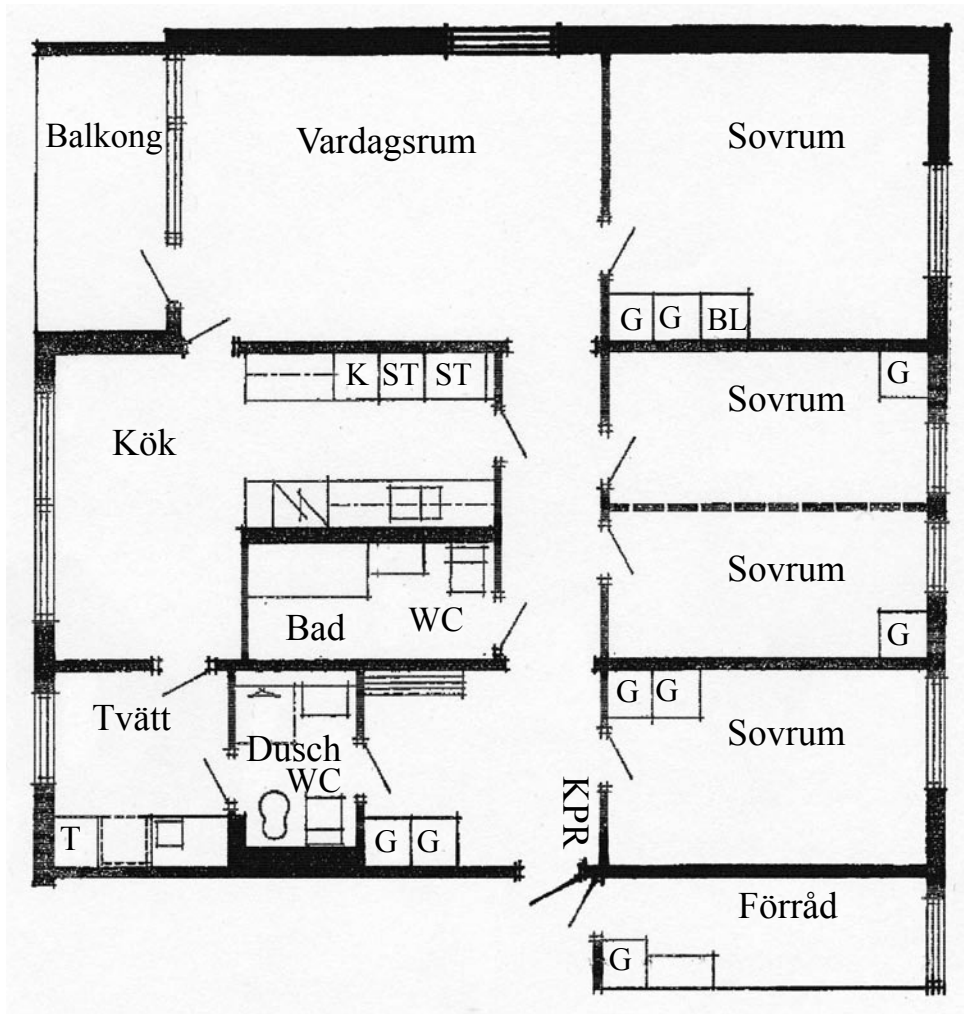 Balkong
Vardagsrum
Sovrum
G G BL
K ST ST
G
Sovrum
Kök
Sovrum
Bad
WC
G
G G
Tvätt
Dusch
WC
Sovrum
KPR
T
G G
Förråd
G